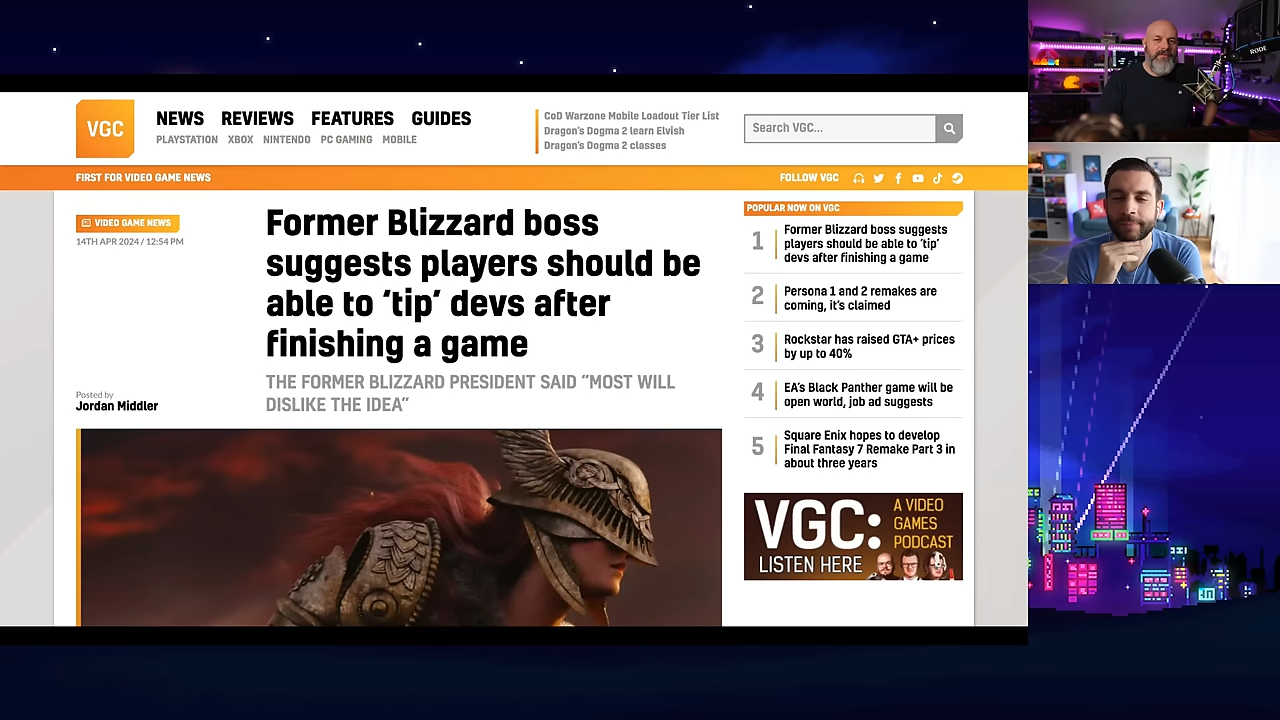 VGC
NEWS REVIEWS FEATURES GUIDES
PLAYSTATION XBOX NINTENDO PC GAMING MOBILE
CoD Warzone Mobile Loadout Tier List
Dragon's Dogma 2 learn Elvish
Dragon's Dogma 2 classes
Search VGC...
FIRST FOR VIDEO GAME NEWS
FOLLOW VGC
VIDEO GAME NEWS
14TH APR 2024 / 12:54 PM
Former Blizzard boss
suggests players should be
able to ‘tip’ devs after
finishing a game
THE FORMER BLIZZARD PRESIDENT SAID “MOST WILL
DISLIKE THE IDEA”
Posted by
Jordan Middler
POPULAR NOW ON VGC
1 Former Blizzard boss suggests
players should be able to ‘tip’
devs after finishing a game
2 Persona 1 and 2 remakes are
coming, it’s claimed
3 Rockstar has raised GTA+ prices
by up to 40%
4 EA’s Black Panther game will be
open world, job ad suggests
5 Square Enix hopes to develop
Final Fantasy 7 Remake Part 3 in
about three years
VGC: A VIDEO
GAMES
PODCAST
LISTEN HERE
RODE